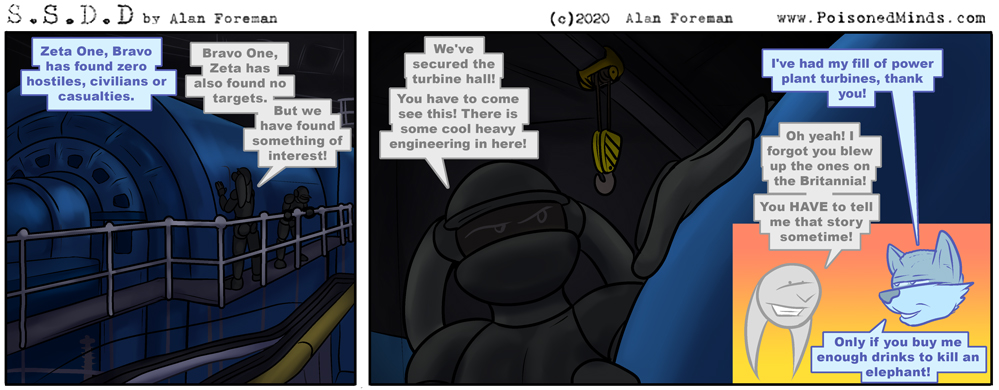 S.S.D.D by Alan Foreman (c)2020 Alan Foreman www.PoisonedMinds.com
Zeta One, Bravo
has found zero
hostiles, civilians or
casualties.
Bravo One,
Zeta has
also found no
targets.
But we
have found
something of
interest!
We've
secured the
turbine hall!
You have to come
see this! There is
some cool heavy
engineering in here!
I've had my fill of power
plant turbines, thank
you!
Oh yeah! I
forgot you blew
up the ones on
the Britannia!
You HAVE to tell
me that story
sometime!
Only if you buy me
enough drinks to kill an
elephant!